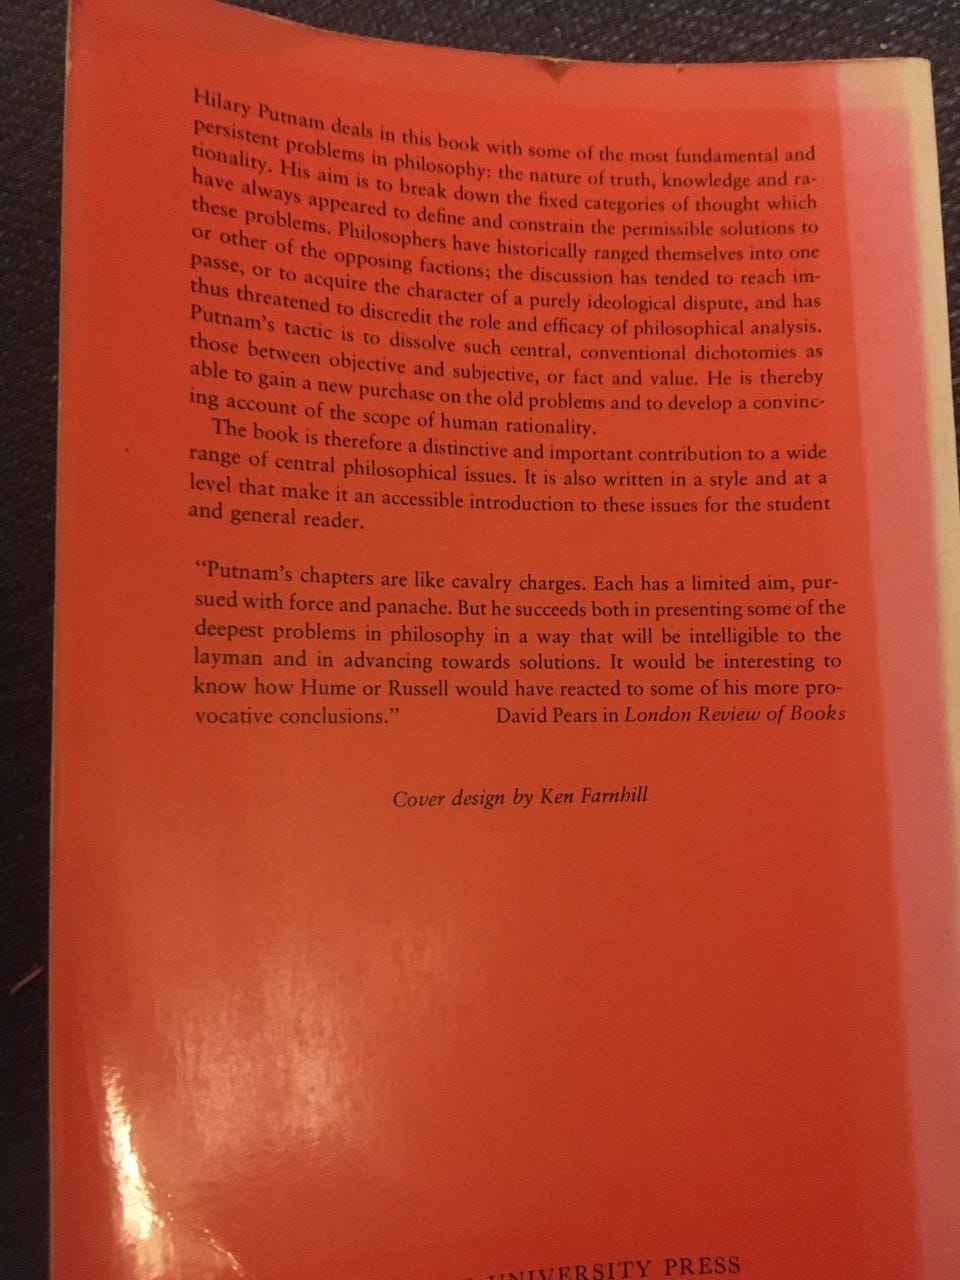 Hilary Putnam deals in this book with some of the most fundamental and
persistent problems in philosophy: the nature of truth, knowledge and ra-
tionality. His aim is to break down the fixed categories of thought which
have always appeared to define and constrain the permissible solutions to
these problems. Philosophers have historically ranged themselves into one
or other of the opposing factions; the discussion has tended to reach im-
passe, or to acquire the character of a purely ideological dispute, and has
thus threatened to discredit the role and efficacy of philosophical analysis.
Putnam's tactic is to dissolve such central, conventional dichotomies as
those between objective and subjective, or fact and value. He is thereby
able to gain a new purchase on the old problems and to develop a convinc-
ing account of the scope of human rationality.
The book is therefore a distinctive and important contribution to a wide
range of central philosophical issues. It is also written in a style and at a
level that make it an accessible introduction to these issues for the student
and general reader.
“Putnam's chapters are like cavalry charges. Each has a limited aim, pur-
sued with force and panache. But he succeeds both in presenting some of the
deepest problems in philosophy in a way that will be intelligible to the
layman and in advancing towards solutions. It would be interesting to
know how Hume or Russell would have reacted to some of his more pro-
vocative conclusions.” David Pears in London Review of Books
Cover design by Ken Farnhill
UNIVERSITY PRESS